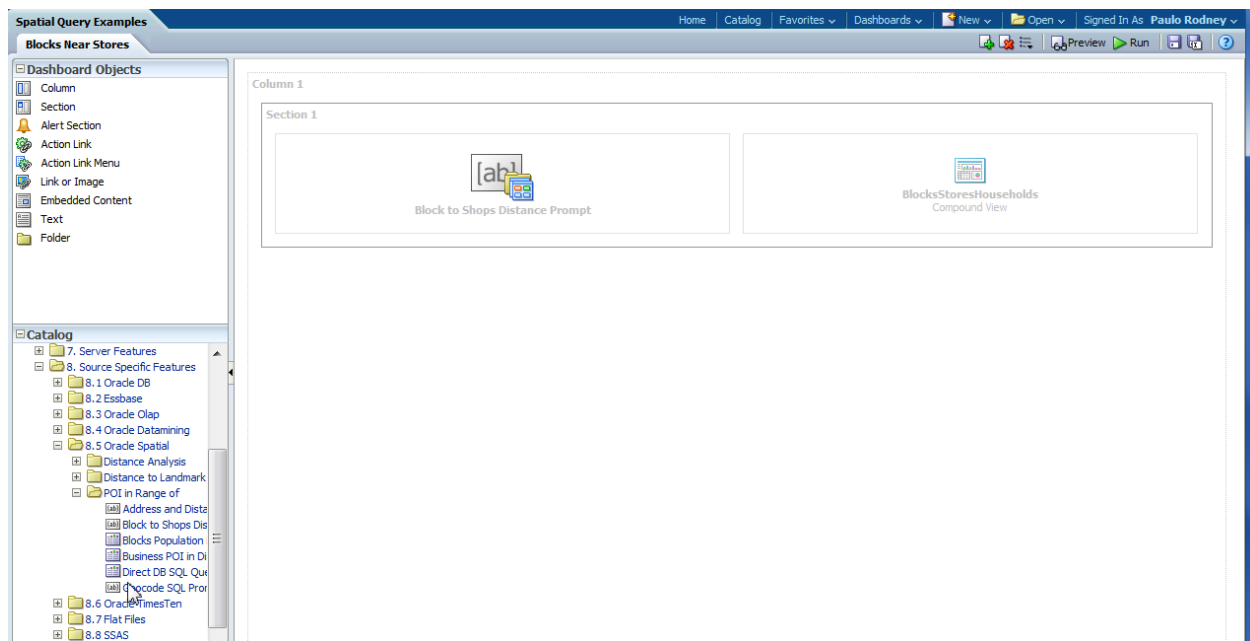 Spatial Query Examples
Home Catalog Favorites Dashboards New Open Signed In As Paulo Rodney
Blocks Near Stores
Preview Run
Dashboard Objects
Column
Section
Alert Section
Action Link
Action Link Menu
Link or Image
Embedded Content
Text
Folder
Column 1
Section 1
[ab]
Block to Shops Distance Prompt
BlocksStoresHouseholds
Compound View
Catalog
7. Server Features
8. Source Specific Features
8.1 Oracle DB
8.2 Essbase
8.3 Oracle Olap
8.4 Oracle Datamining
8.5 Oracle Spatial
Distance Analysis
Distance to Landmark
POI in Range of
Address and Dista
Block to Shops Dis
Blocks Population
Business POI in Di
Direct DB SQL Que
SQL Pro
8.6 Oracle TimesTen
8.7 Flat Files
8.8 SSAS